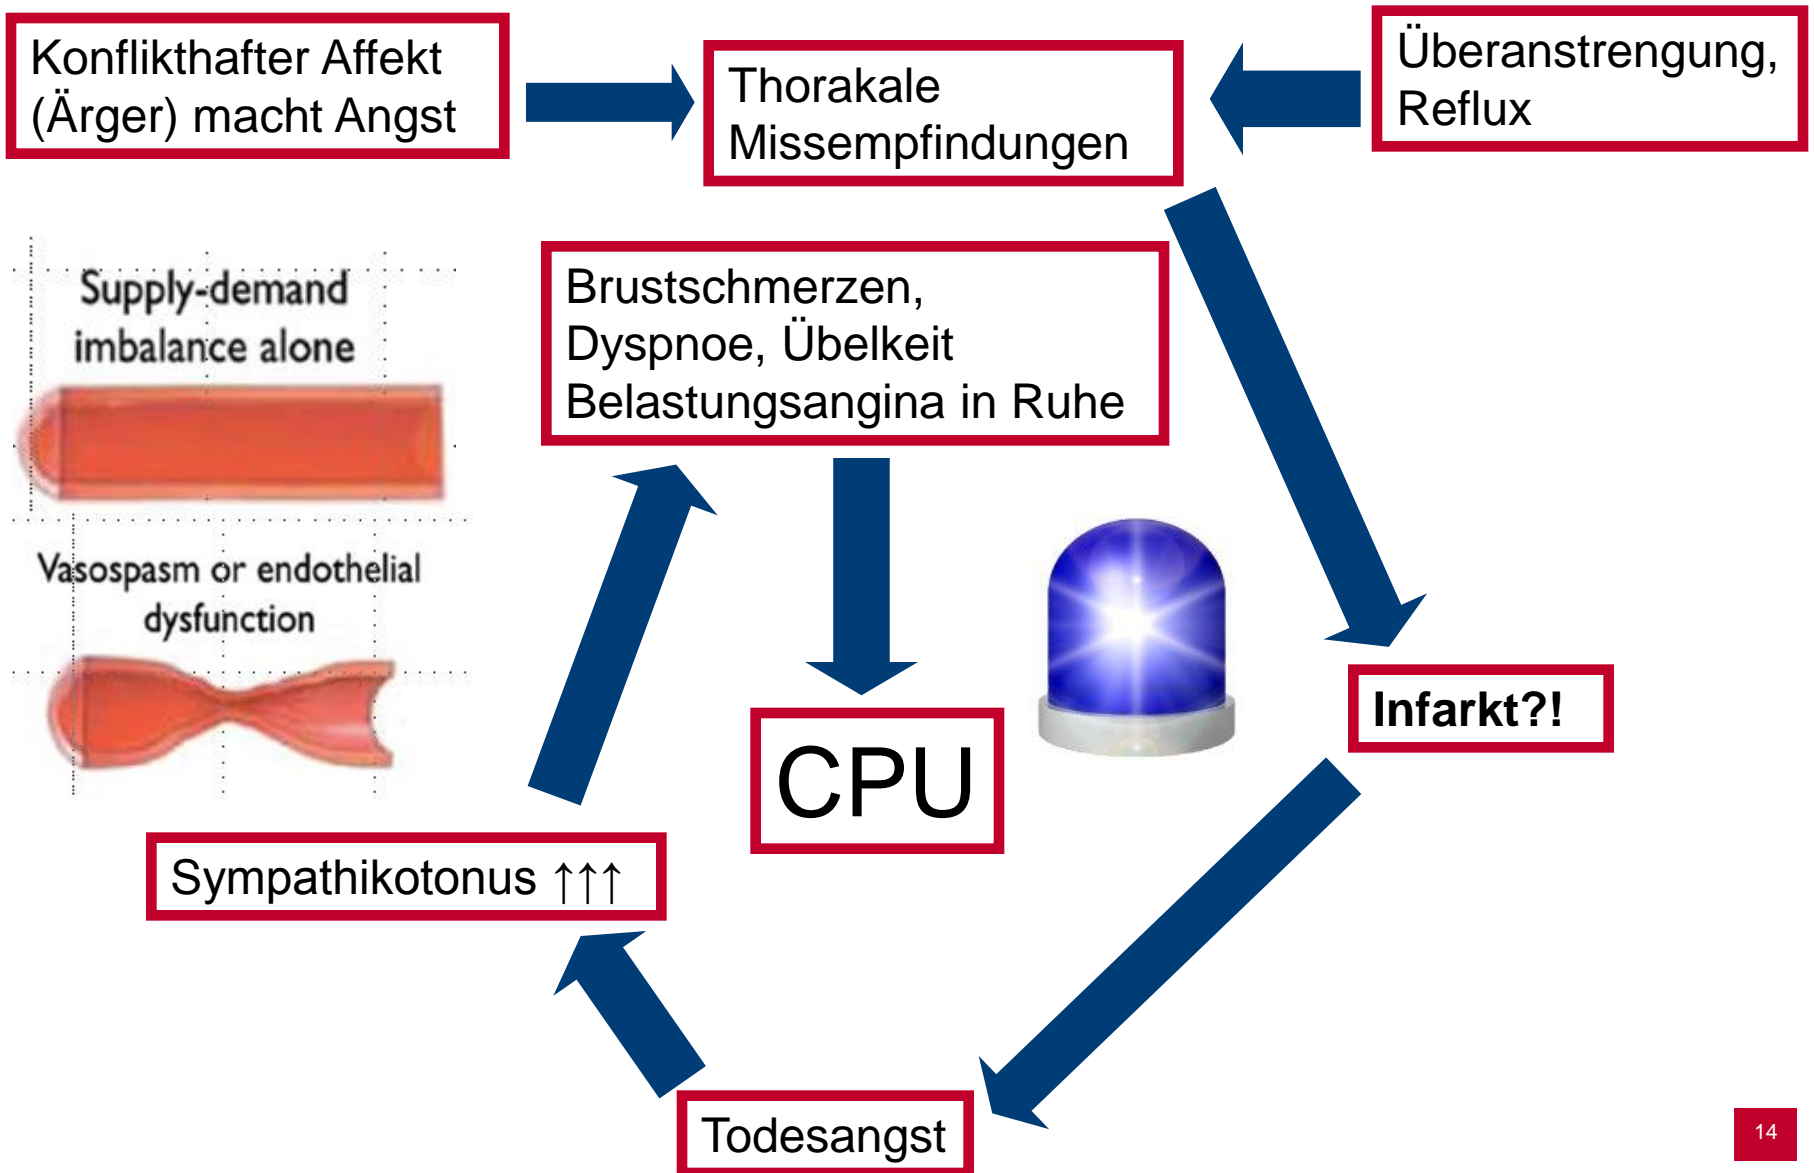 Konflikthafter Affekt
(Ärger) macht Angst
Thorakale
Missempfindungen
Überanstrengung,
Reflux
Supply-demand
imbalance alone
Brustschmerzen,
Dyspnoe, Übelkeit
Belastungsangina in Ruhe
Vasospasm or endothelial
dysfunction
CPU
Infarkt?!
Sympathikotonus ↑↑↑
Todesangst
14